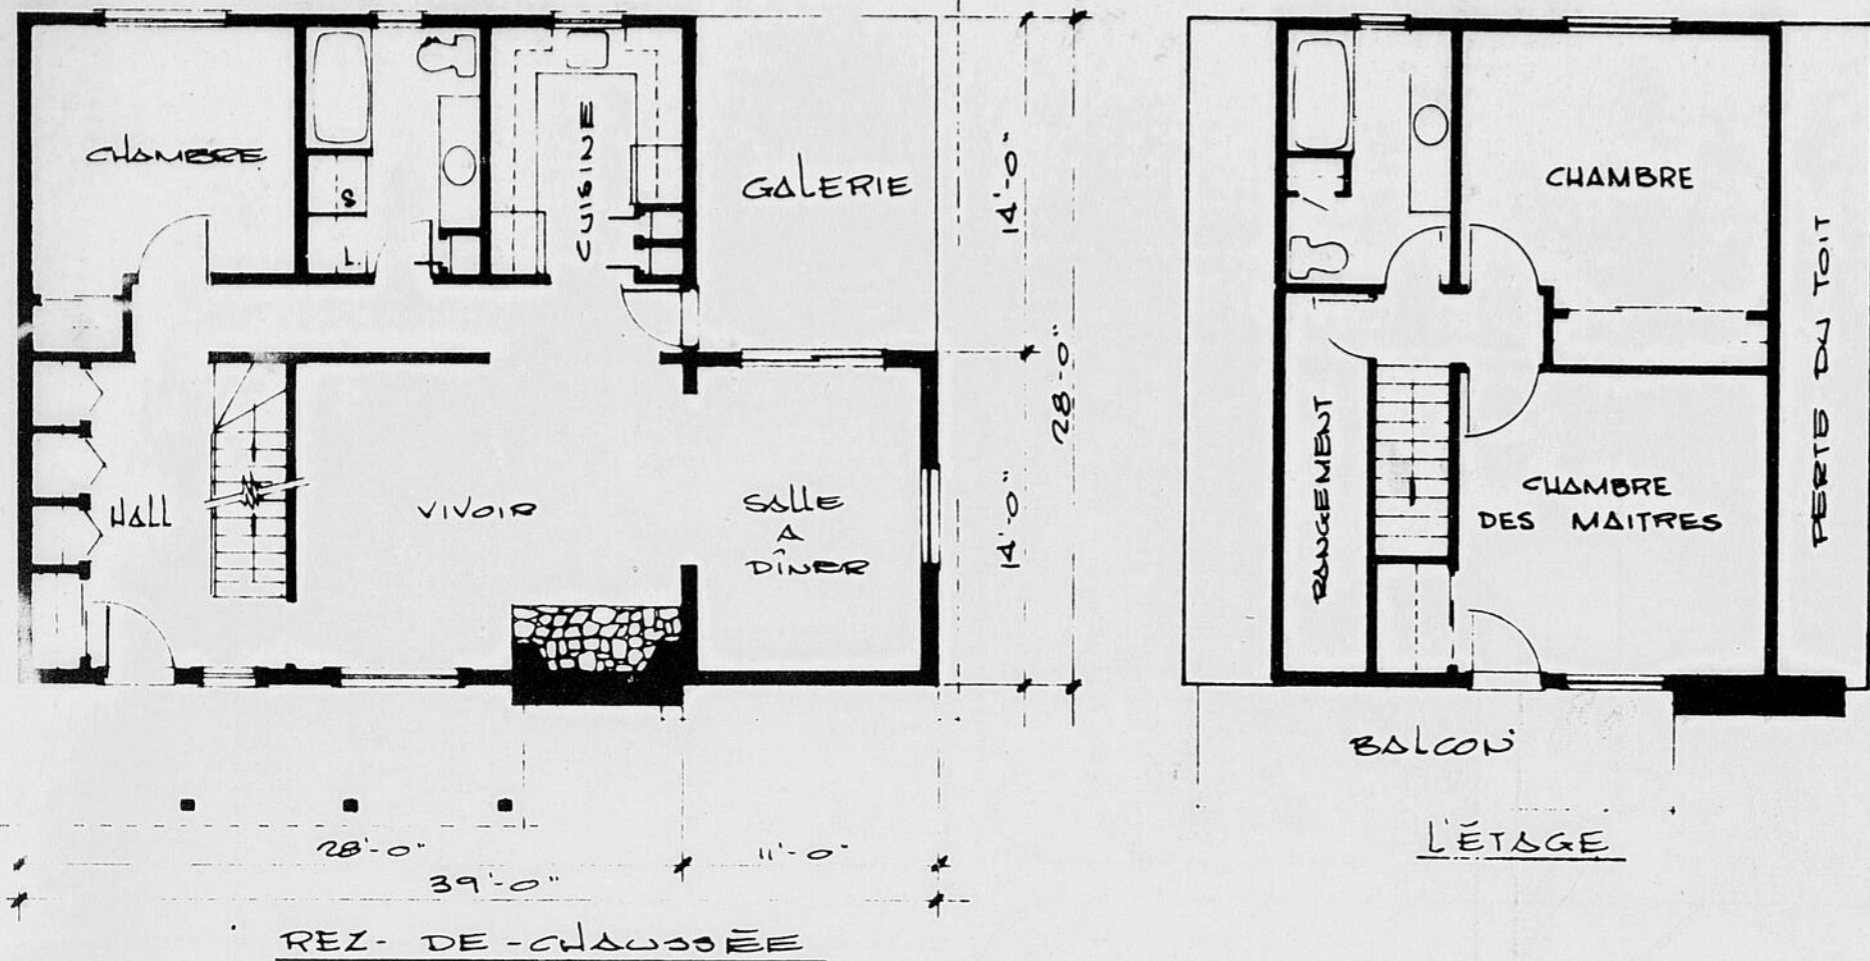 CHAMBRE
S
L
CUISINE
GALERIE
14'-0"
28'-0"
HALL
VIVOIR
SALLE
A
DÎNER
14'-0"
28'-0"
11'-0"
39'-0"
REZ-DE-CHAUSSÉE
CHAMBRE
PERTE DU TOIT
RANGEMENT
CHAMBRE
DES MAITRES
BALCON
L'ÉTAGE